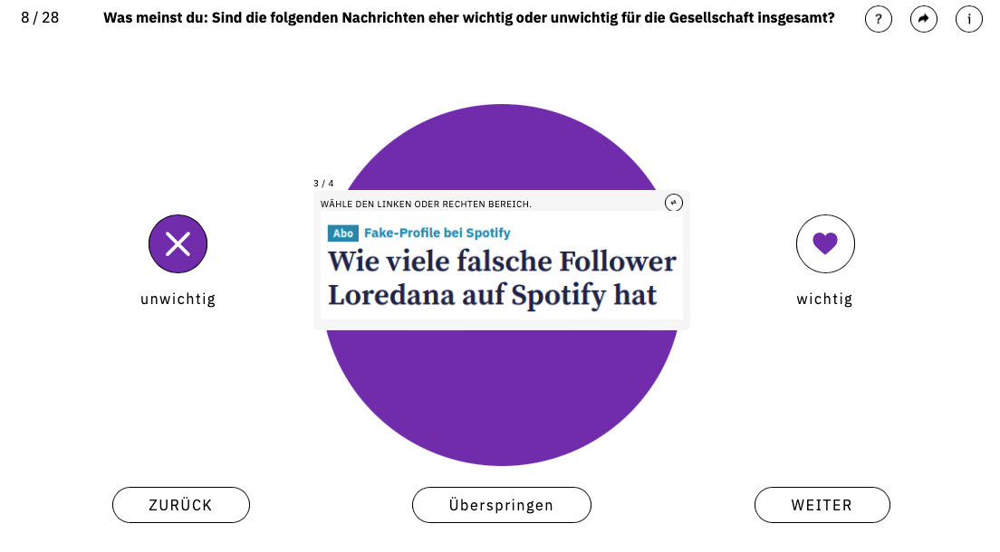 8 / 28
Was meinst du: Sind die folgenden Nachrichten eher wichtig oder unwichtig für die Gesellschaft insgesamt?
?
i
3 / 4
WÄHLE DEN LINKEN ODER RECHTEN BEREICH.
Abo Fake-Profile bei Spotify
Wie viele falsche Follower
Loredana auf Spotify hat
unwichtig
wichtig
ZURÜCK
Überspringen
WEITER